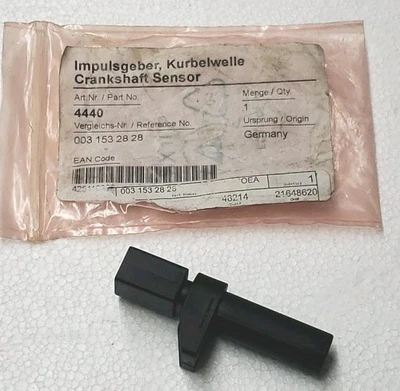 Impulsgeber, Kurbelwelle
Crankshaft Sensor
Art.Nr / Part No. Menge / Qty
4440 1
Vergleichs-Nr. / Reference No. Ursprung / Origin
003 153 28 28 Germany
EAN Code
003 153 28 28 OEA 1
48214 21648620